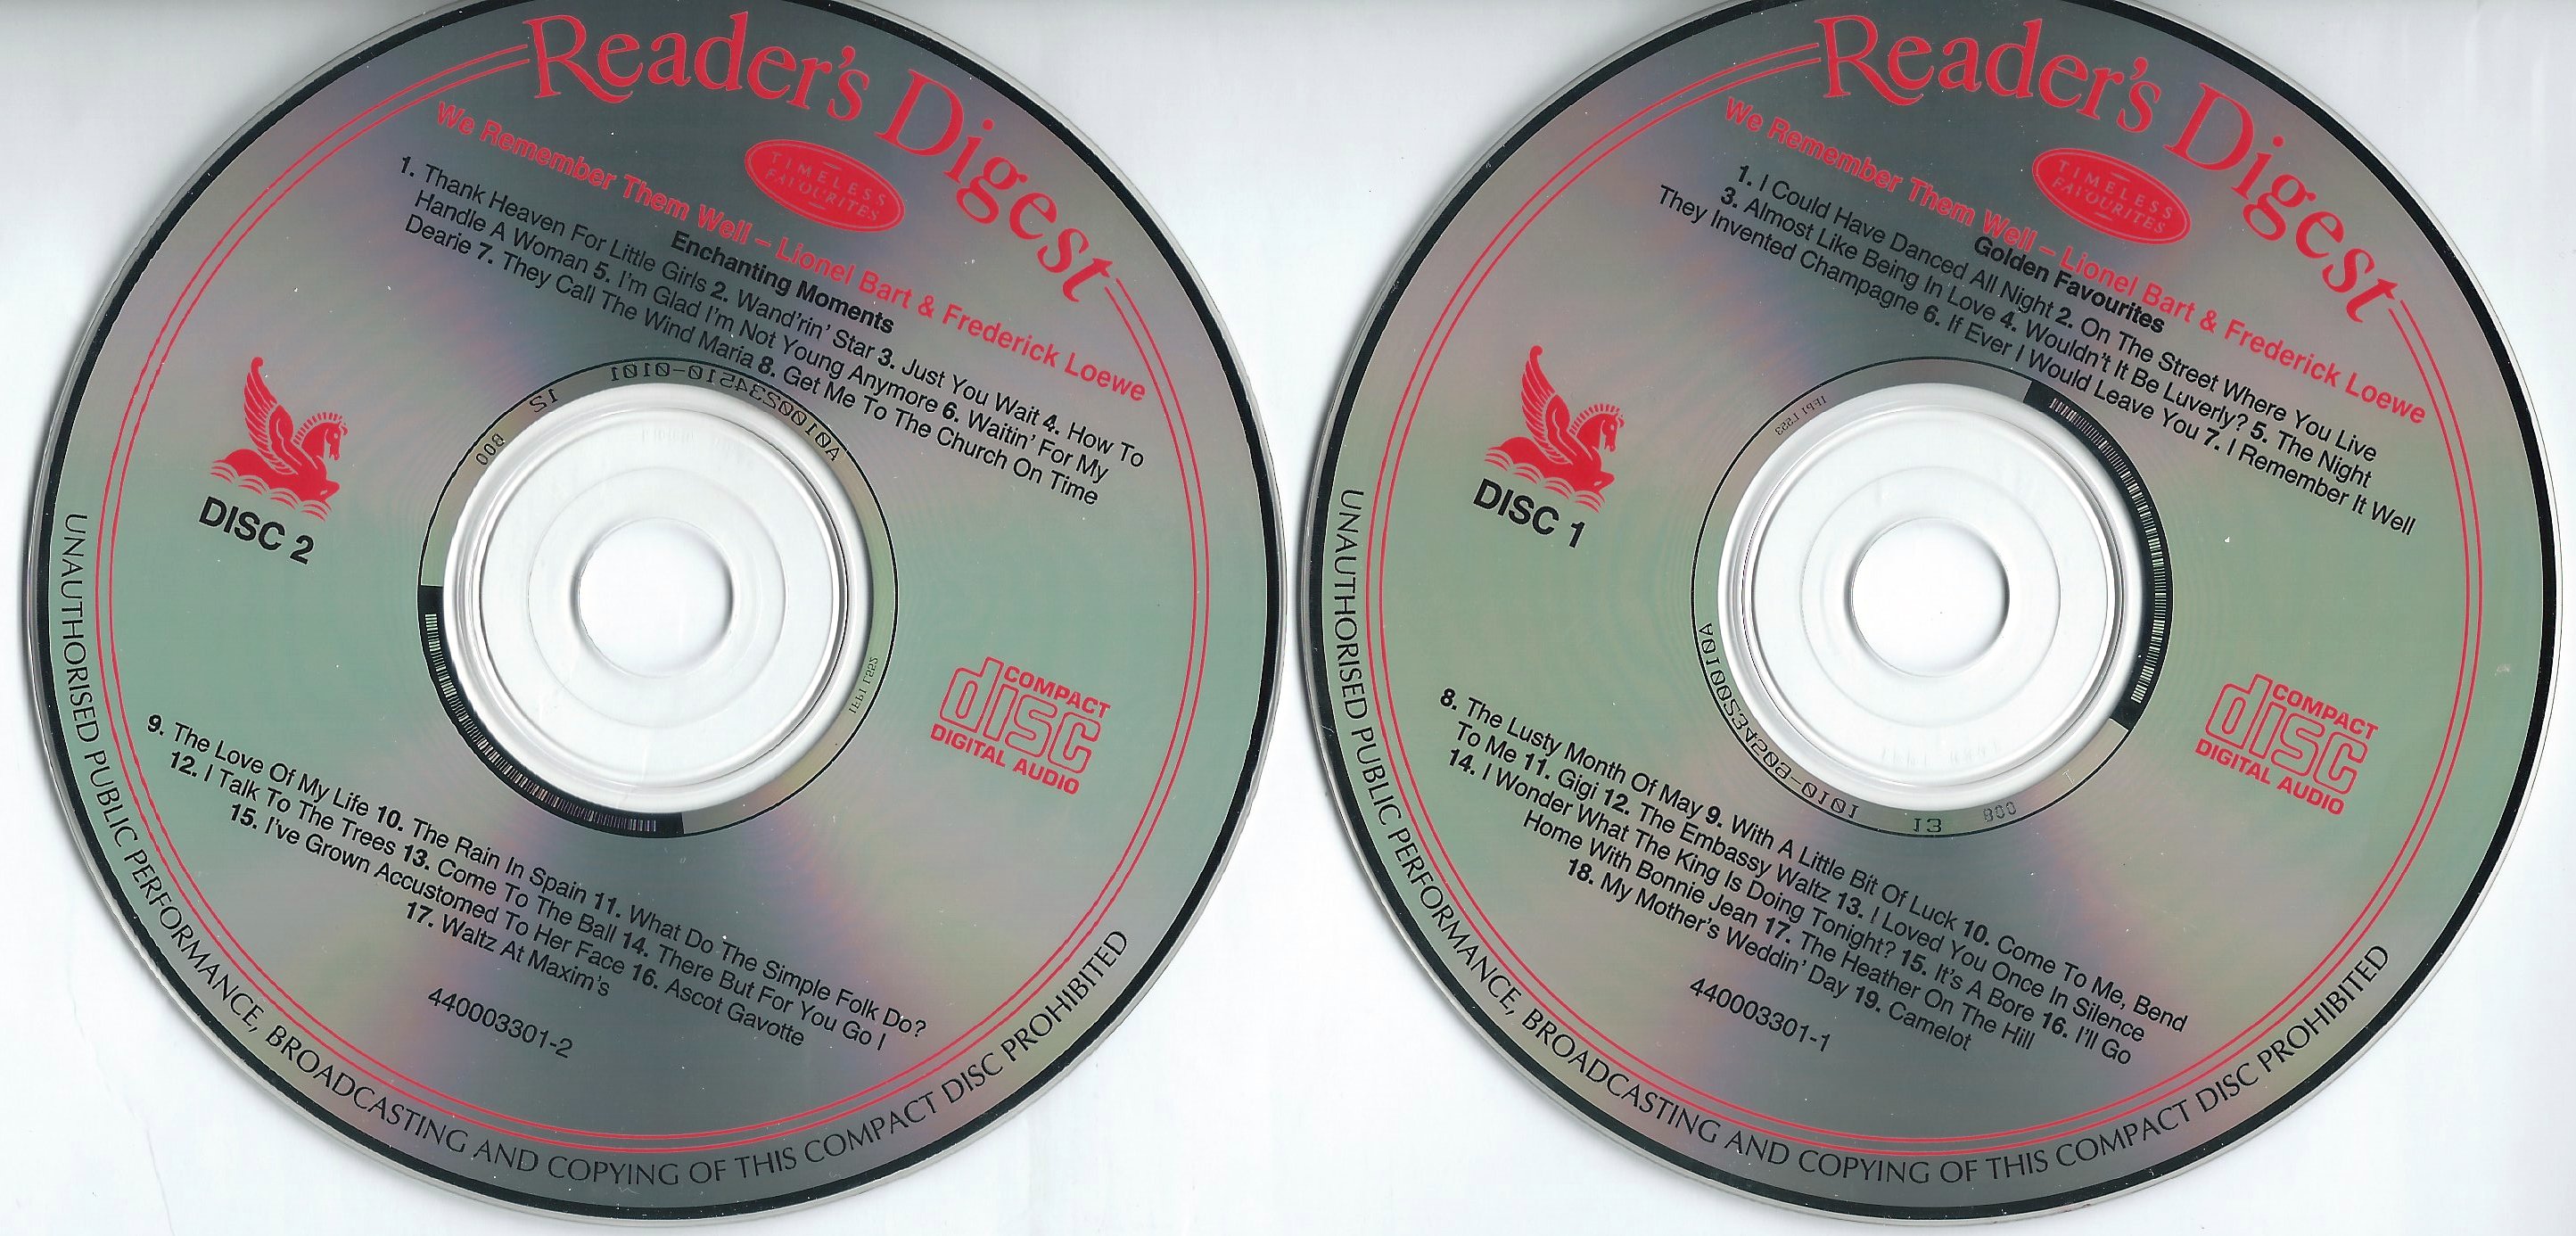 Reader's Digest
TIMELESS
FAVOURITES
We Remember Them Well – Lionel Bart & Frederick Loewe
Enchanting Moments
1. Thank Heaven For Little Girls 2. Wand'rin' Star 3. Just You Wait 4. How To
Handle A Woman 5. I'm Glad I'm Not Young Anymore 6. Waitin' For My
Dearie 7. They Call The Wind Maria 8. Get Me To The Church On Time
DISC 2
COMPACT
disc
DIGITAL AUDIO
A0100234510-0101
12
IFPI L552
9. The Love Of My Life 10. The Rain In Spain 11. What Do The Simple Folk Do?
12. I Talk To The Trees 13. Come To The Ball 14. There But For You Go I
15. I've Grown Accustomed To Her Face 16. Ascot Gavotte
17. Waltz At Maxim's
440003301-2
UNAUTHORISED PUBLIC PERFORMANCE, BROADCASTING AND COPYING OF THIS COMPACT DISC PROHIBITED
Reader's Digest
TIMELESS
FAVOURITES
We Remember Them Well – Lionel Bart & Frederick Loewe
Golden Favourites
1. I Could Have Danced All Night 2. On The Street Where You Live
3. Almost Like Being In Love 4. Wouldn't It Be Luverly? 5. The Night
They Invented Champagne 6. If Ever I Would Leave You 7. I Remember It Well
DISC 1
COMPACT
disc
DIGITAL AUDIO
IFPI L553
13
8. The Lusty Month Of May 9. With A Little Bit Of Luck 10. Come To Me, Bend
To Me 11. Gigi 12. The Embassy Waltz 13. I Loved You Once In Silence
14. I Wonder What The King Is Doing Tonight? 15. It's A Bore 16. I'll Go
Home With Bonnie Jean 17. The Heather On The Hill
18. My Mother's Weddin' Day 19. Camelot
440003301-1
UNAUTHORISED PUBLIC PERFORMANCE, BROADCASTING AND COPYING OF THIS COMPACT DISC PROHIBITED